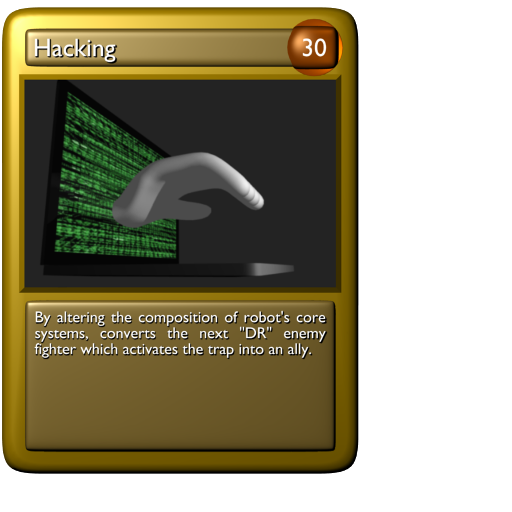 Hacking
30
By altering the composition of robot's core
systems, converts the next "DR" enemy
fighter which activates the trap into an ally.